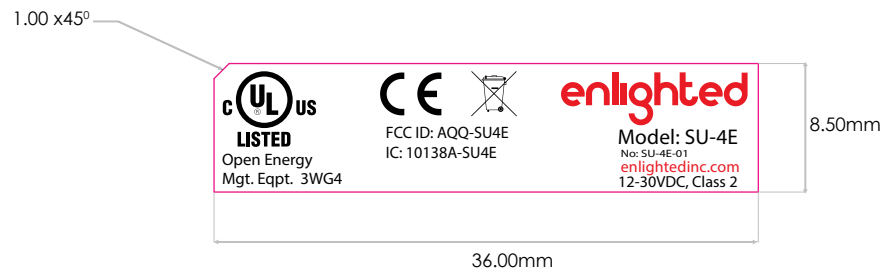 1.00 x45⁰
C UL ® US
LISTED
Open Energy
Mgt. Eqpt. 3WG4
CE
FCC ID: AQQ-SU4E
IC: 10138A-SU4E
enlighted
Model: SU-4E
No: SU-4E-01
enlightedinc.com
12-30VDC, Class 2
8.50mm
36.00mm